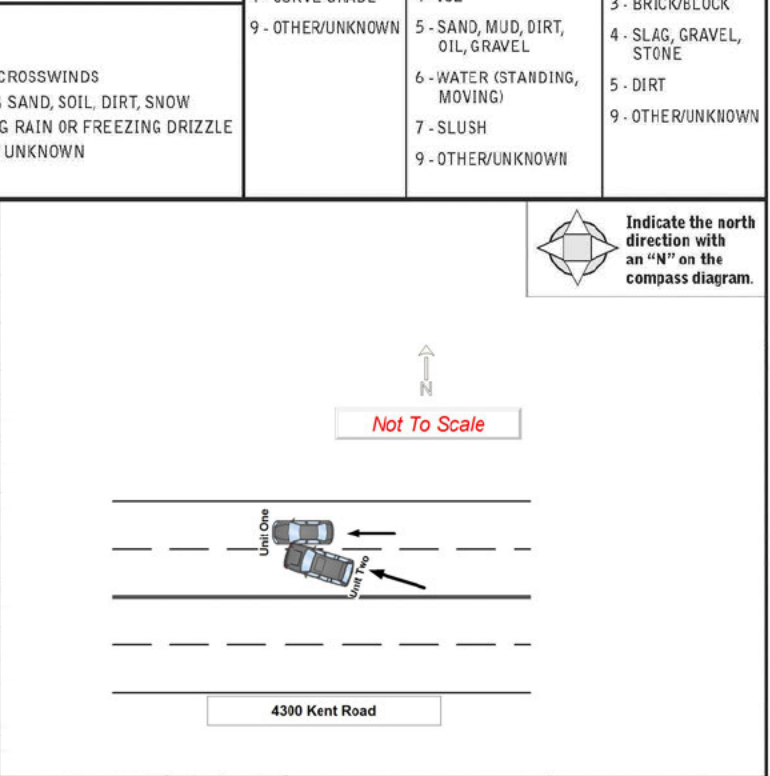 9 - OTHER/UNKNOWN
CROSSWINDS
SAND, SOIL, DIRT, SNOW
G RAIN OR FREEZING DRIZZLE
UNKNOWN
5 - SAND, MUD, DIRT,
OIL, GRAVEL
6 - WATER (STANDING,
MOVING)
7 - SLUSH
9 - OTHER/UNKNOWN
3 - BRICK/BLOCK
4 - SLAG, GRAVEL,
STONE
5 - DIRT
9 - OTHER/UNKNOWN
Indicate the north
direction with
an “N” on the
compass diagram.
N
Not To Scale
Unit One
Unit Two
4300 Kent Road